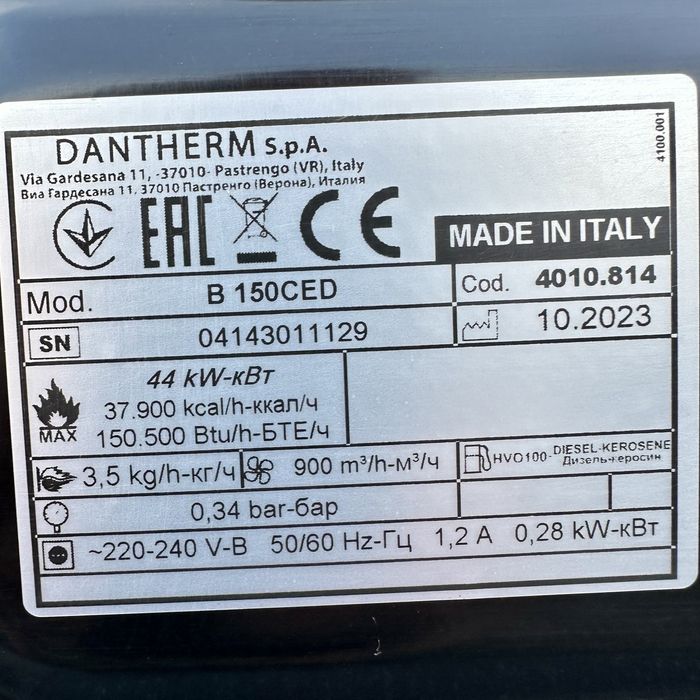 4100.001
DANTHERM S.p.A.
Via Gardesana 11, -37010- Pastrengo (VR), Italy
Виа Гардесана 11, 37010 Пастренго (Верона), Италия
EAC CE MADE IN ITALY
Mod. B 150CED Cod. 4010.814
SN 04143011129 10.2023
44 kW-кВт
37.900 kcal/h-ккал/ч
MAX 150.500 Btu/h-БТЕ/ч
3,5 kg/h-кг/ч 900 m³/h-м³/ч HVO100-DIESEL-KEROSENE
Дизель-керосин
0,34 bar-бар
~220-240 V-В 50/60 Hz-Гц 1,2 A 0,28 kW-кВт